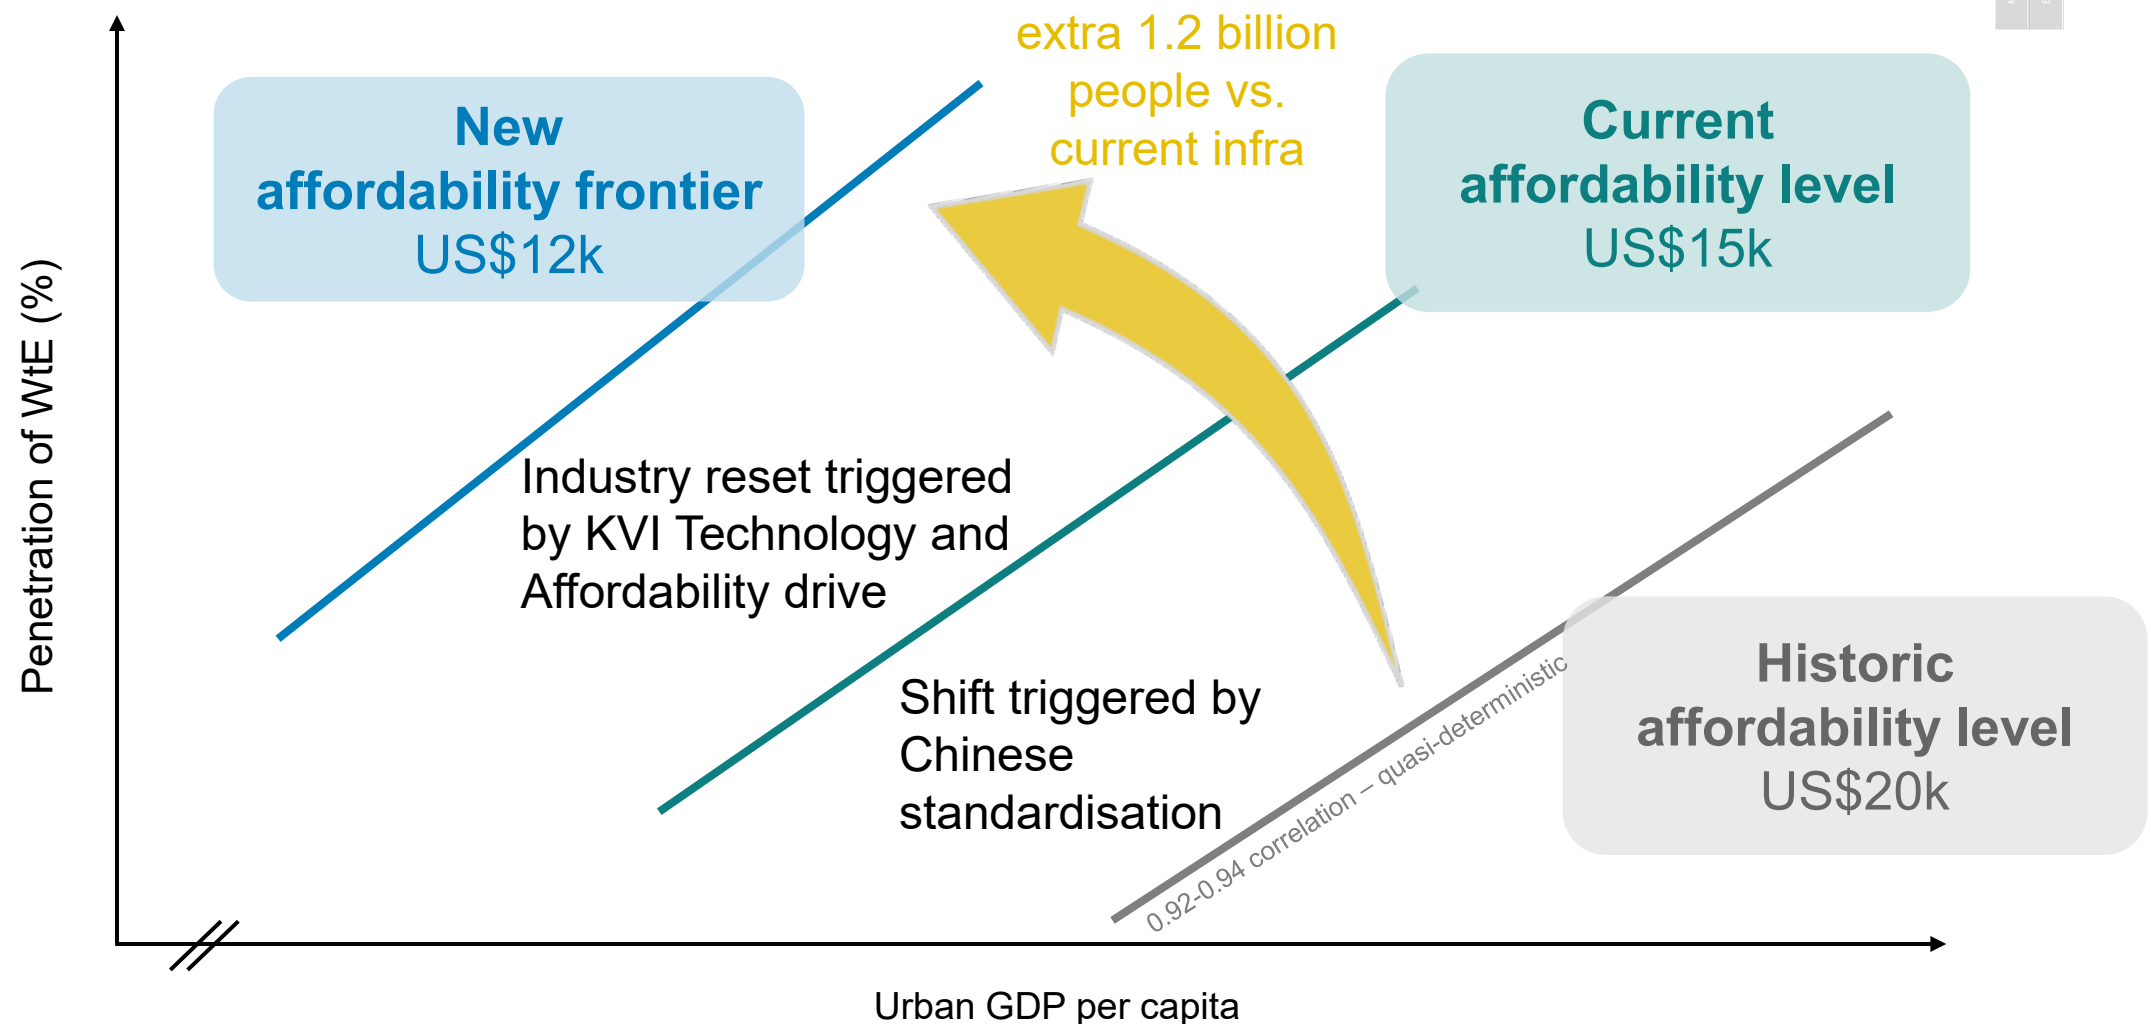 extra 1.2 billion
people vs.
current infra
New
affordability frontier
US$12k
Current
affordability level
US$15k
Penetration of WtE (%)
Industry reset triggered
by KVI Technology and
Affordability drive
Shift triggered by
Chinese
standardisation
0.92-0.94 correlation – quasi-deterministic
Historic
affordability level
US$20k
Urban GDP per capita